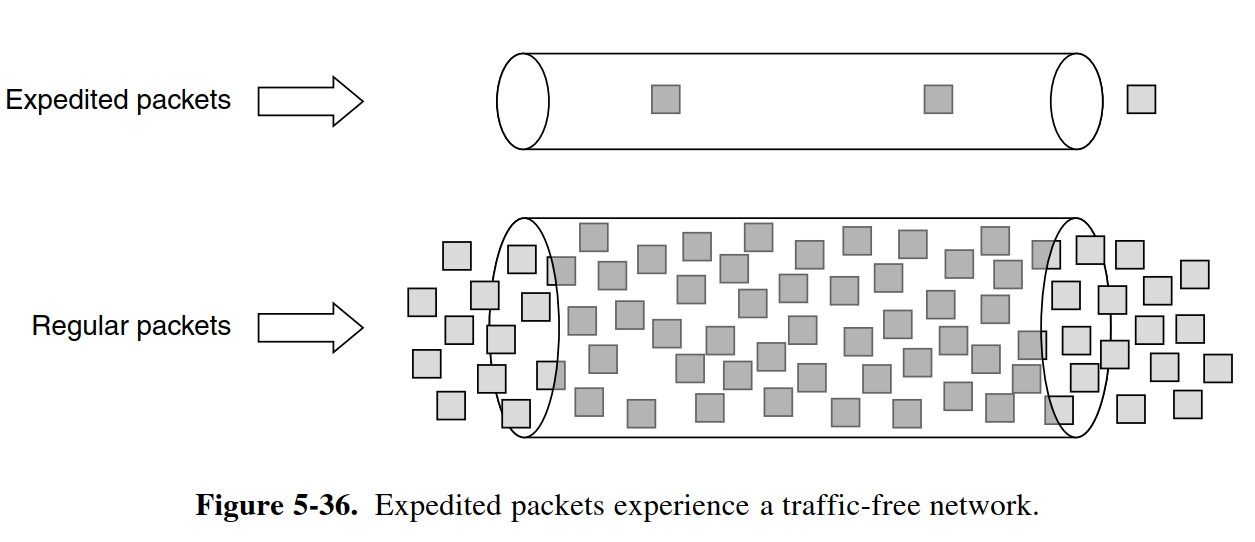 Expedited packets
Regular packets
Figure 5-36. Expedited packets experience a traffic-free network.